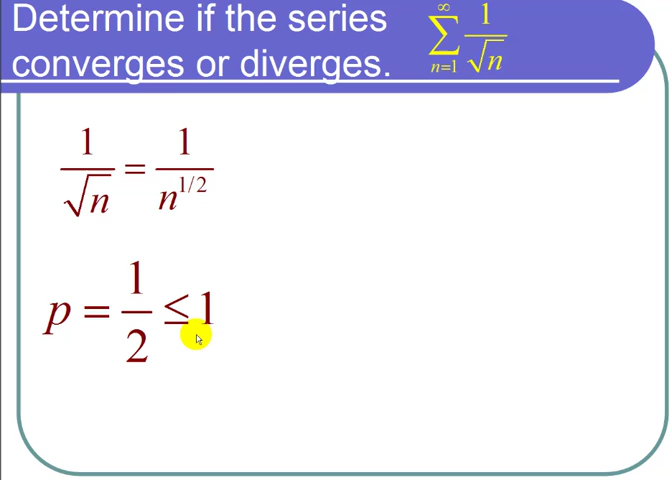 Determine if the series
converges or diverges. ∑_{n=1}^{∞} 1/√n
1/√n = 1/n^{1/2}
p = 1/2 ≤ 1